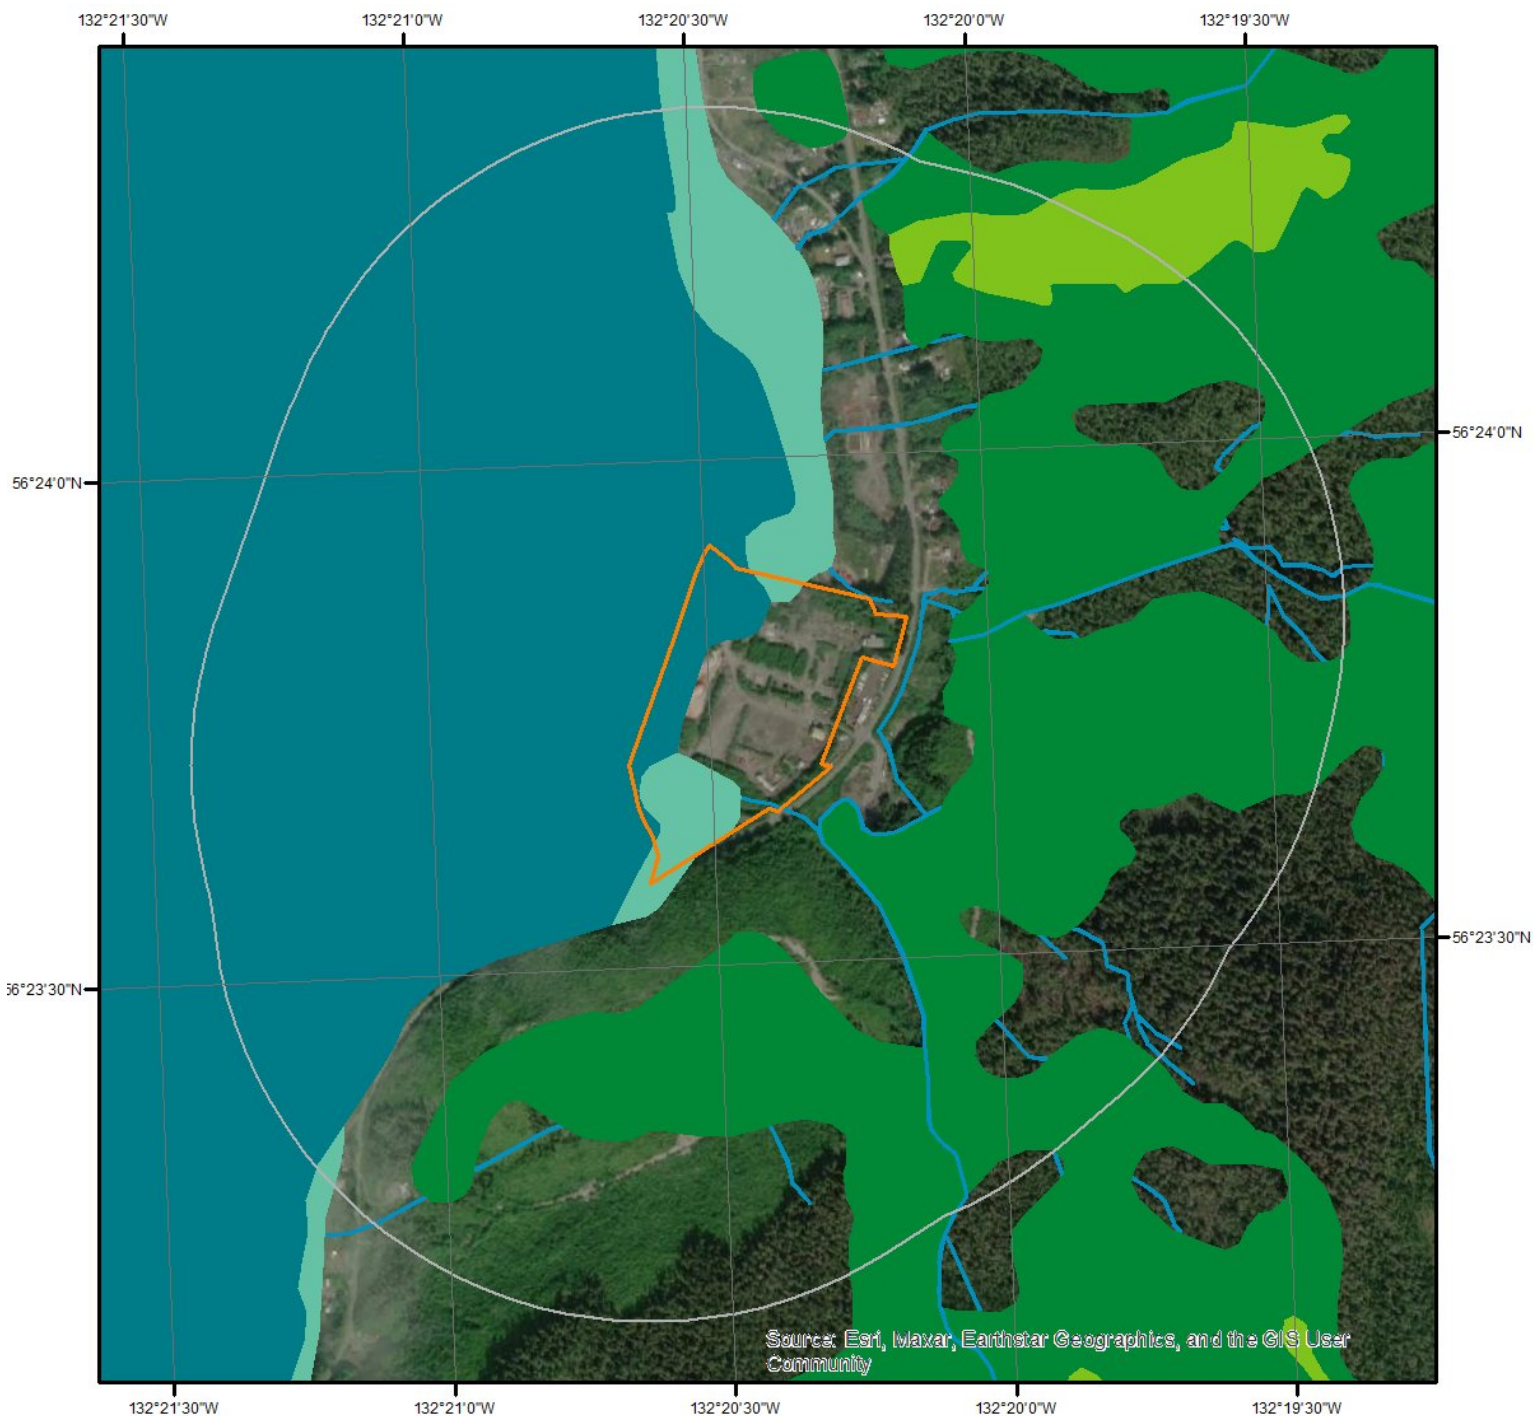 132°21'30"W 132°21'0"W 132°20'30"W 132°20'0"W 132°19'30"W
56°24'0"N
56°24'0"N
56°23'30"N
56°23'30"N
Source: Esri, Maxar, Earthstar Geographics, and the GIS User
Community
132°21'30"W 132°21'0"W 132°20'30"W 132°20'0"W 132°19'30"W